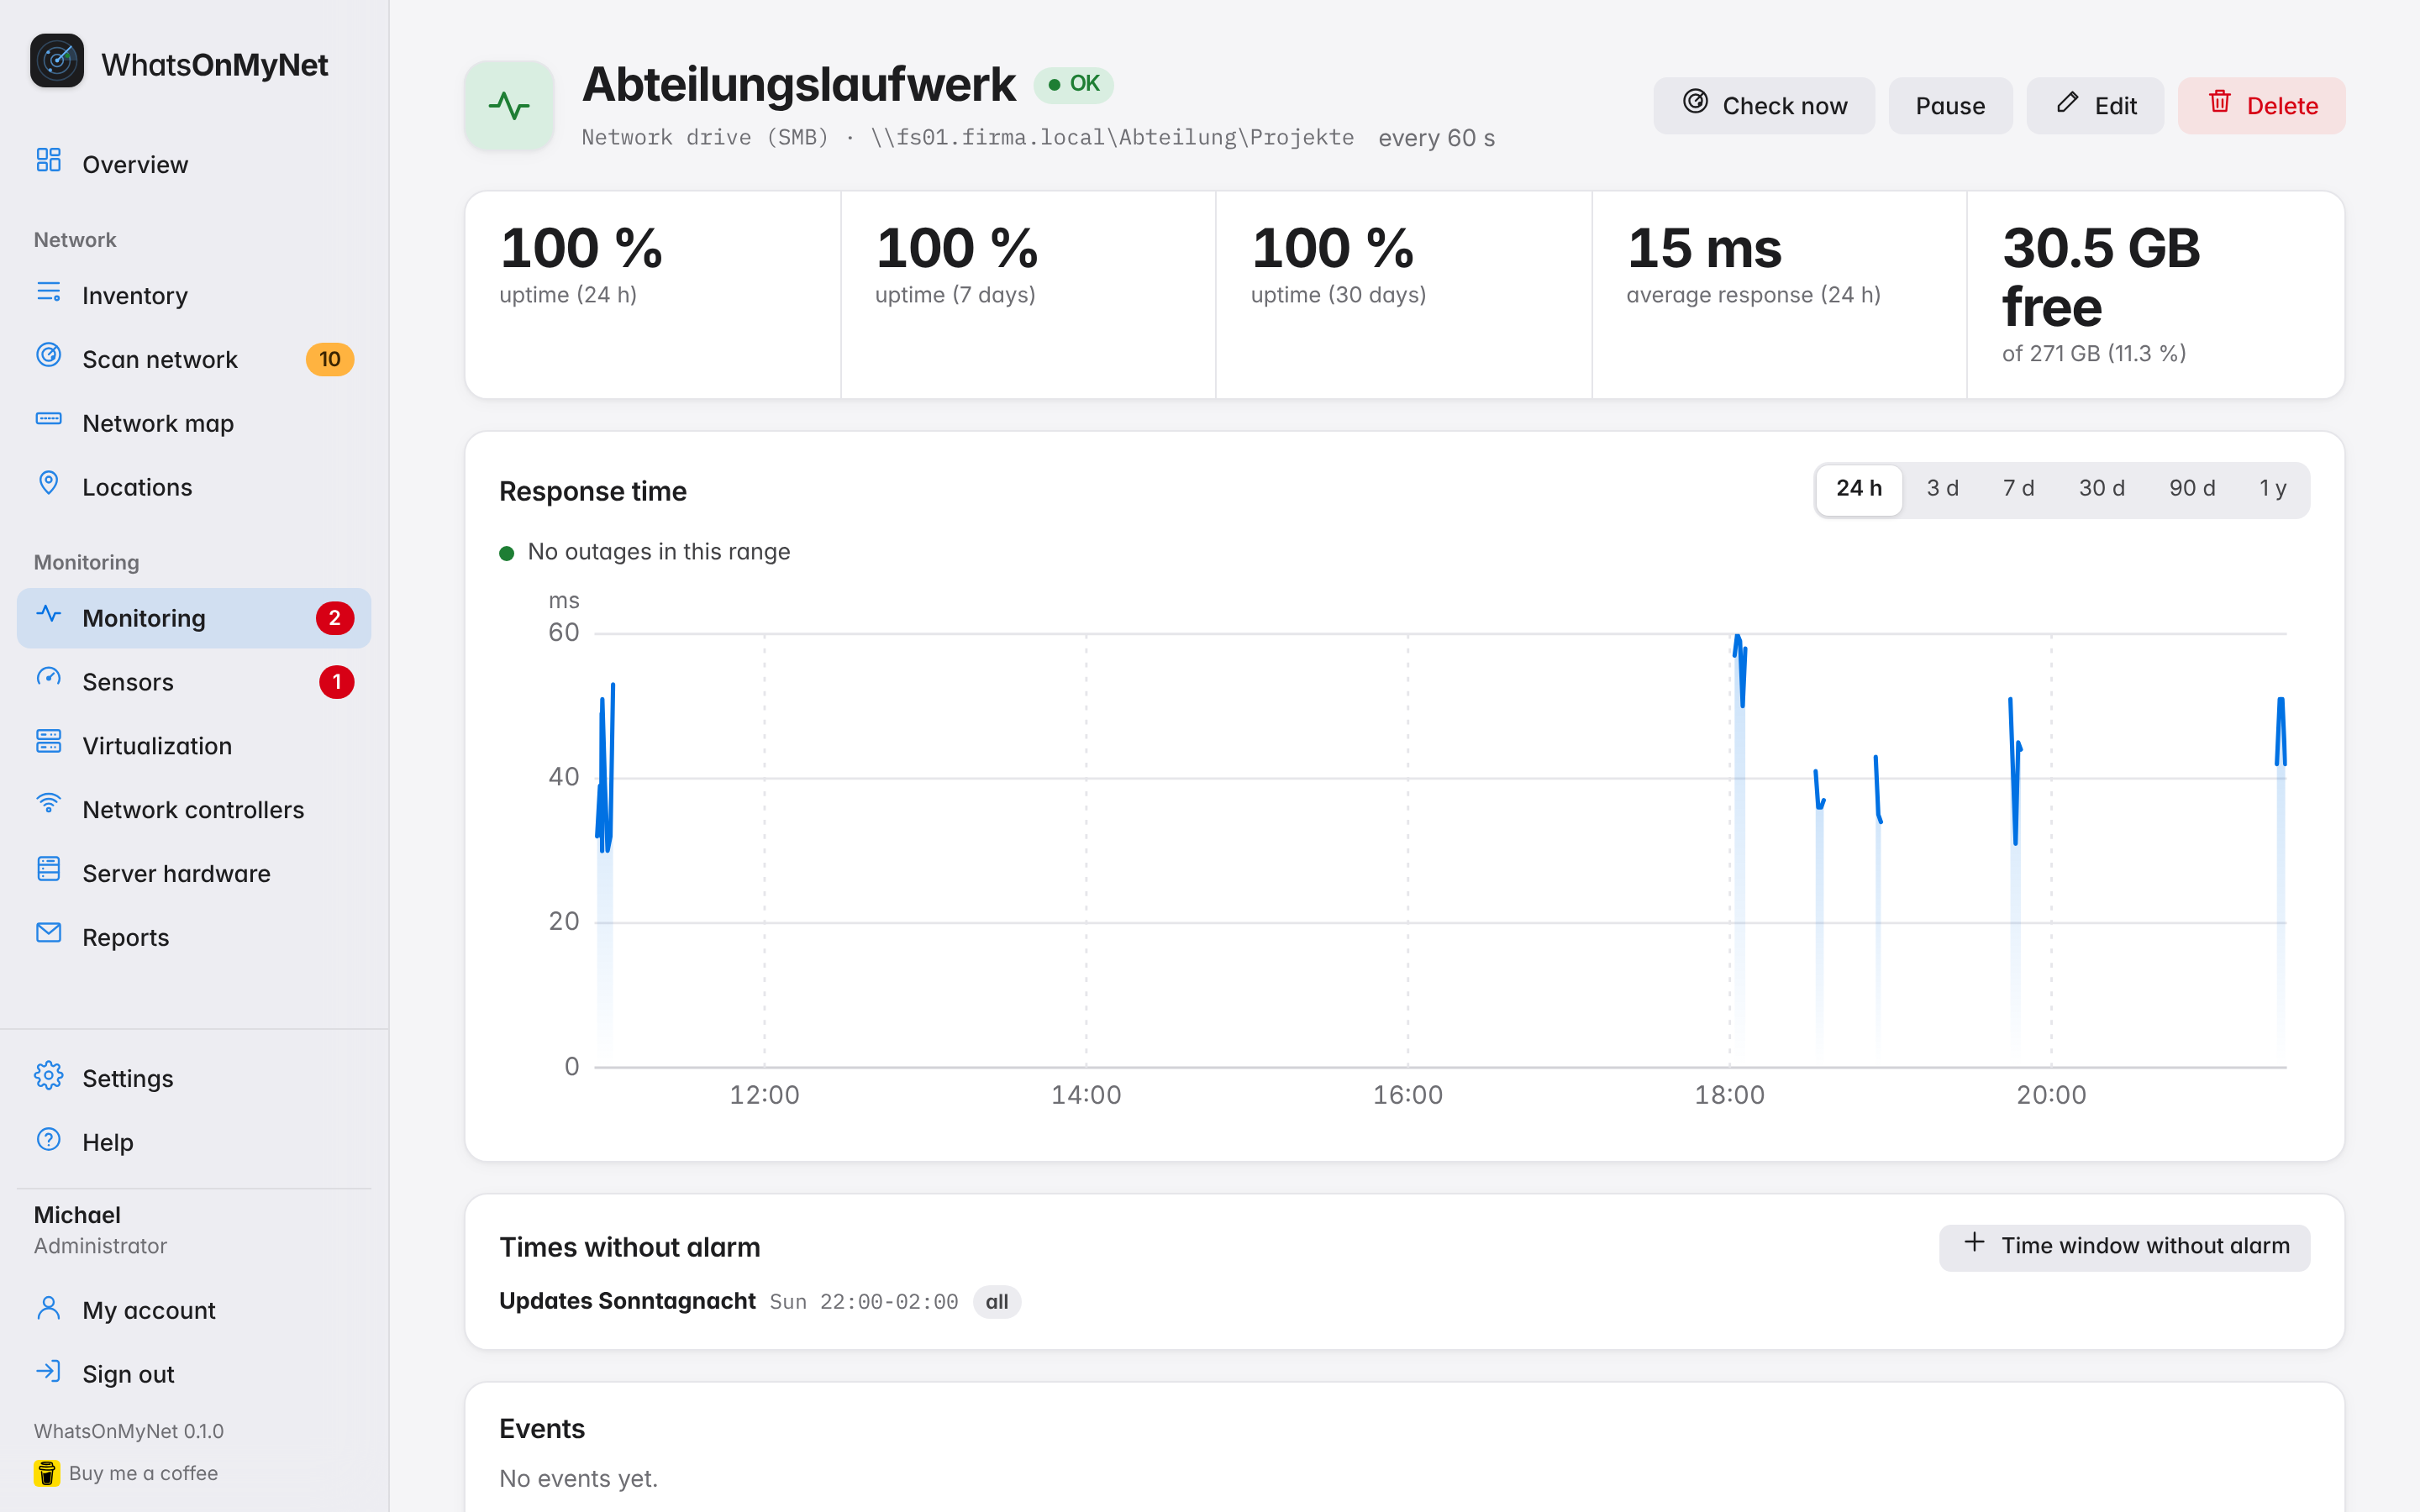 WhatsOnMyNet
Overview
Network
Inventory
Scan network 10
Network map
Locations
Monitoring
Monitoring 2
Sensors 1
Virtualization
Network controllers
Server hardware
Reports
Settings
Help
Michael
Administrator
My account
Sign out
WhatsOnMyNet 0.1.0
Buy me a coffee
Abteilungslaufwerk OK
Network drive (SMB) · \\fs01.firma.local\Abteilung\Projekte every 60 s
Check now Pause Edit Delete
100 %
uptime (24 h)
100 %
uptime (7 days)
100 %
uptime (30 days)
15 ms
average response (24 h)
30.5 GB
free
of 271 GB (11.3 %)
Response time
24 h 3 d 7 d 30 d 90 d 1 y
No outages in this range
ms
60
40
20
0
12:00 14:00 16:00 18:00 20:00
Times without alarm
Time window without alarm
Updates Sonntagnacht Sun 22:00-02:00 all
Events
No events yet.